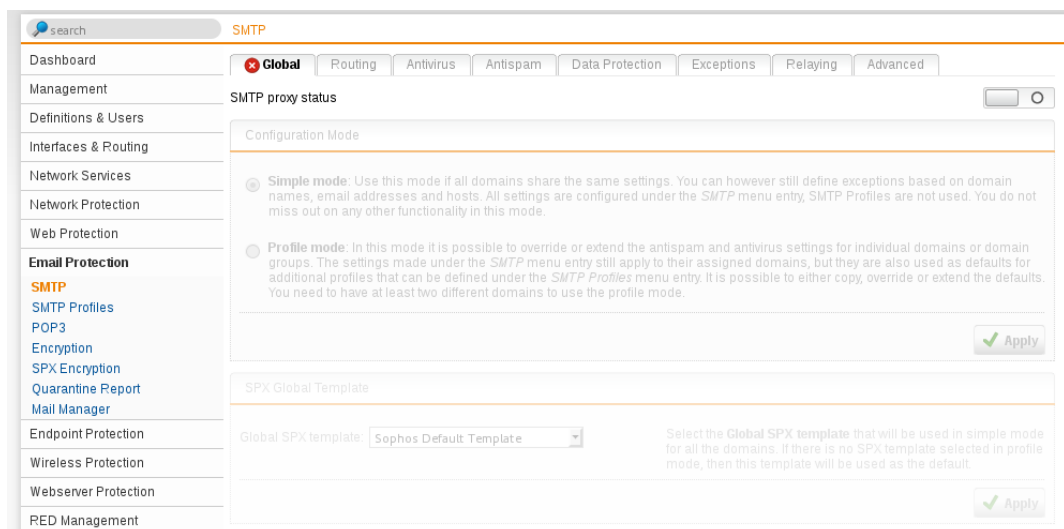 search
SMTP
Dashboard
Management
Definitions & Users
Interfaces & Routing
Network Services
Network Protection
Web Protection
Email Protection
SMTP
SMTP Profiles
POP3
Encryption
SPX Encryption
Quarantine Report
Mail Manager
Endpoint Protection
Wireless Protection
Webserver Protection
RED Management
Global Routing Antivirus Antispam Data Protection Exceptions Relaying Advanced
SMTP proxy status
Configuration Mode
Simple mode: Use this mode if all domains share the same settings. You can however still define exceptions based on domain
names, email addresses and hosts. All settings are configured under the SMTP menu entry, SMTP Profiles are not used. You do not
miss out on any other functionality in this mode.
Profile mode: In this mode it is possible to override or extend the antispam and antivirus settings for individual domains or domain
groups. The settings made under the SMTP menu entry still apply to their assigned domains, but they are also used as defaults for
additional profiles that can be defined under the SMTP Profiles menu entry. It is possible to either copy, override or extend the defaults.
You need to have at least two different domains to use the profile mode.
Apply
SPX Global Template
Global SPX template: Sophos Default Template
Select the Global SPX template that will be used in simple mode
for all the domains. If there is no SPX template selected in profile
mode, then this template will be used as the default.
Apply